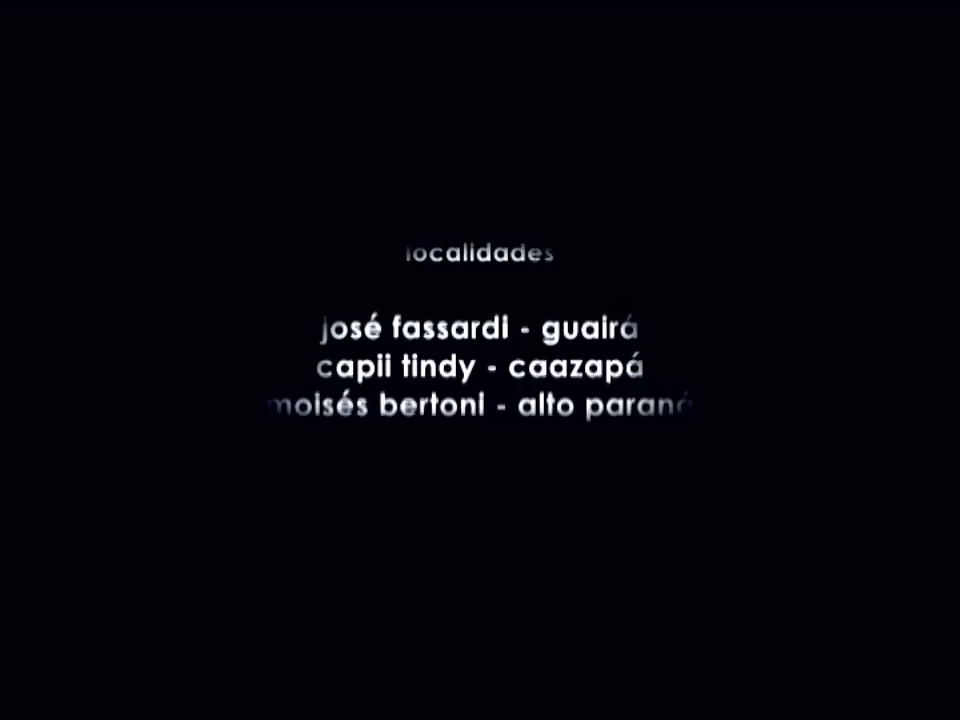 localidades
josé fassardi - guairá
capii tindy - caazapá
moisés bertoni - alto paraná